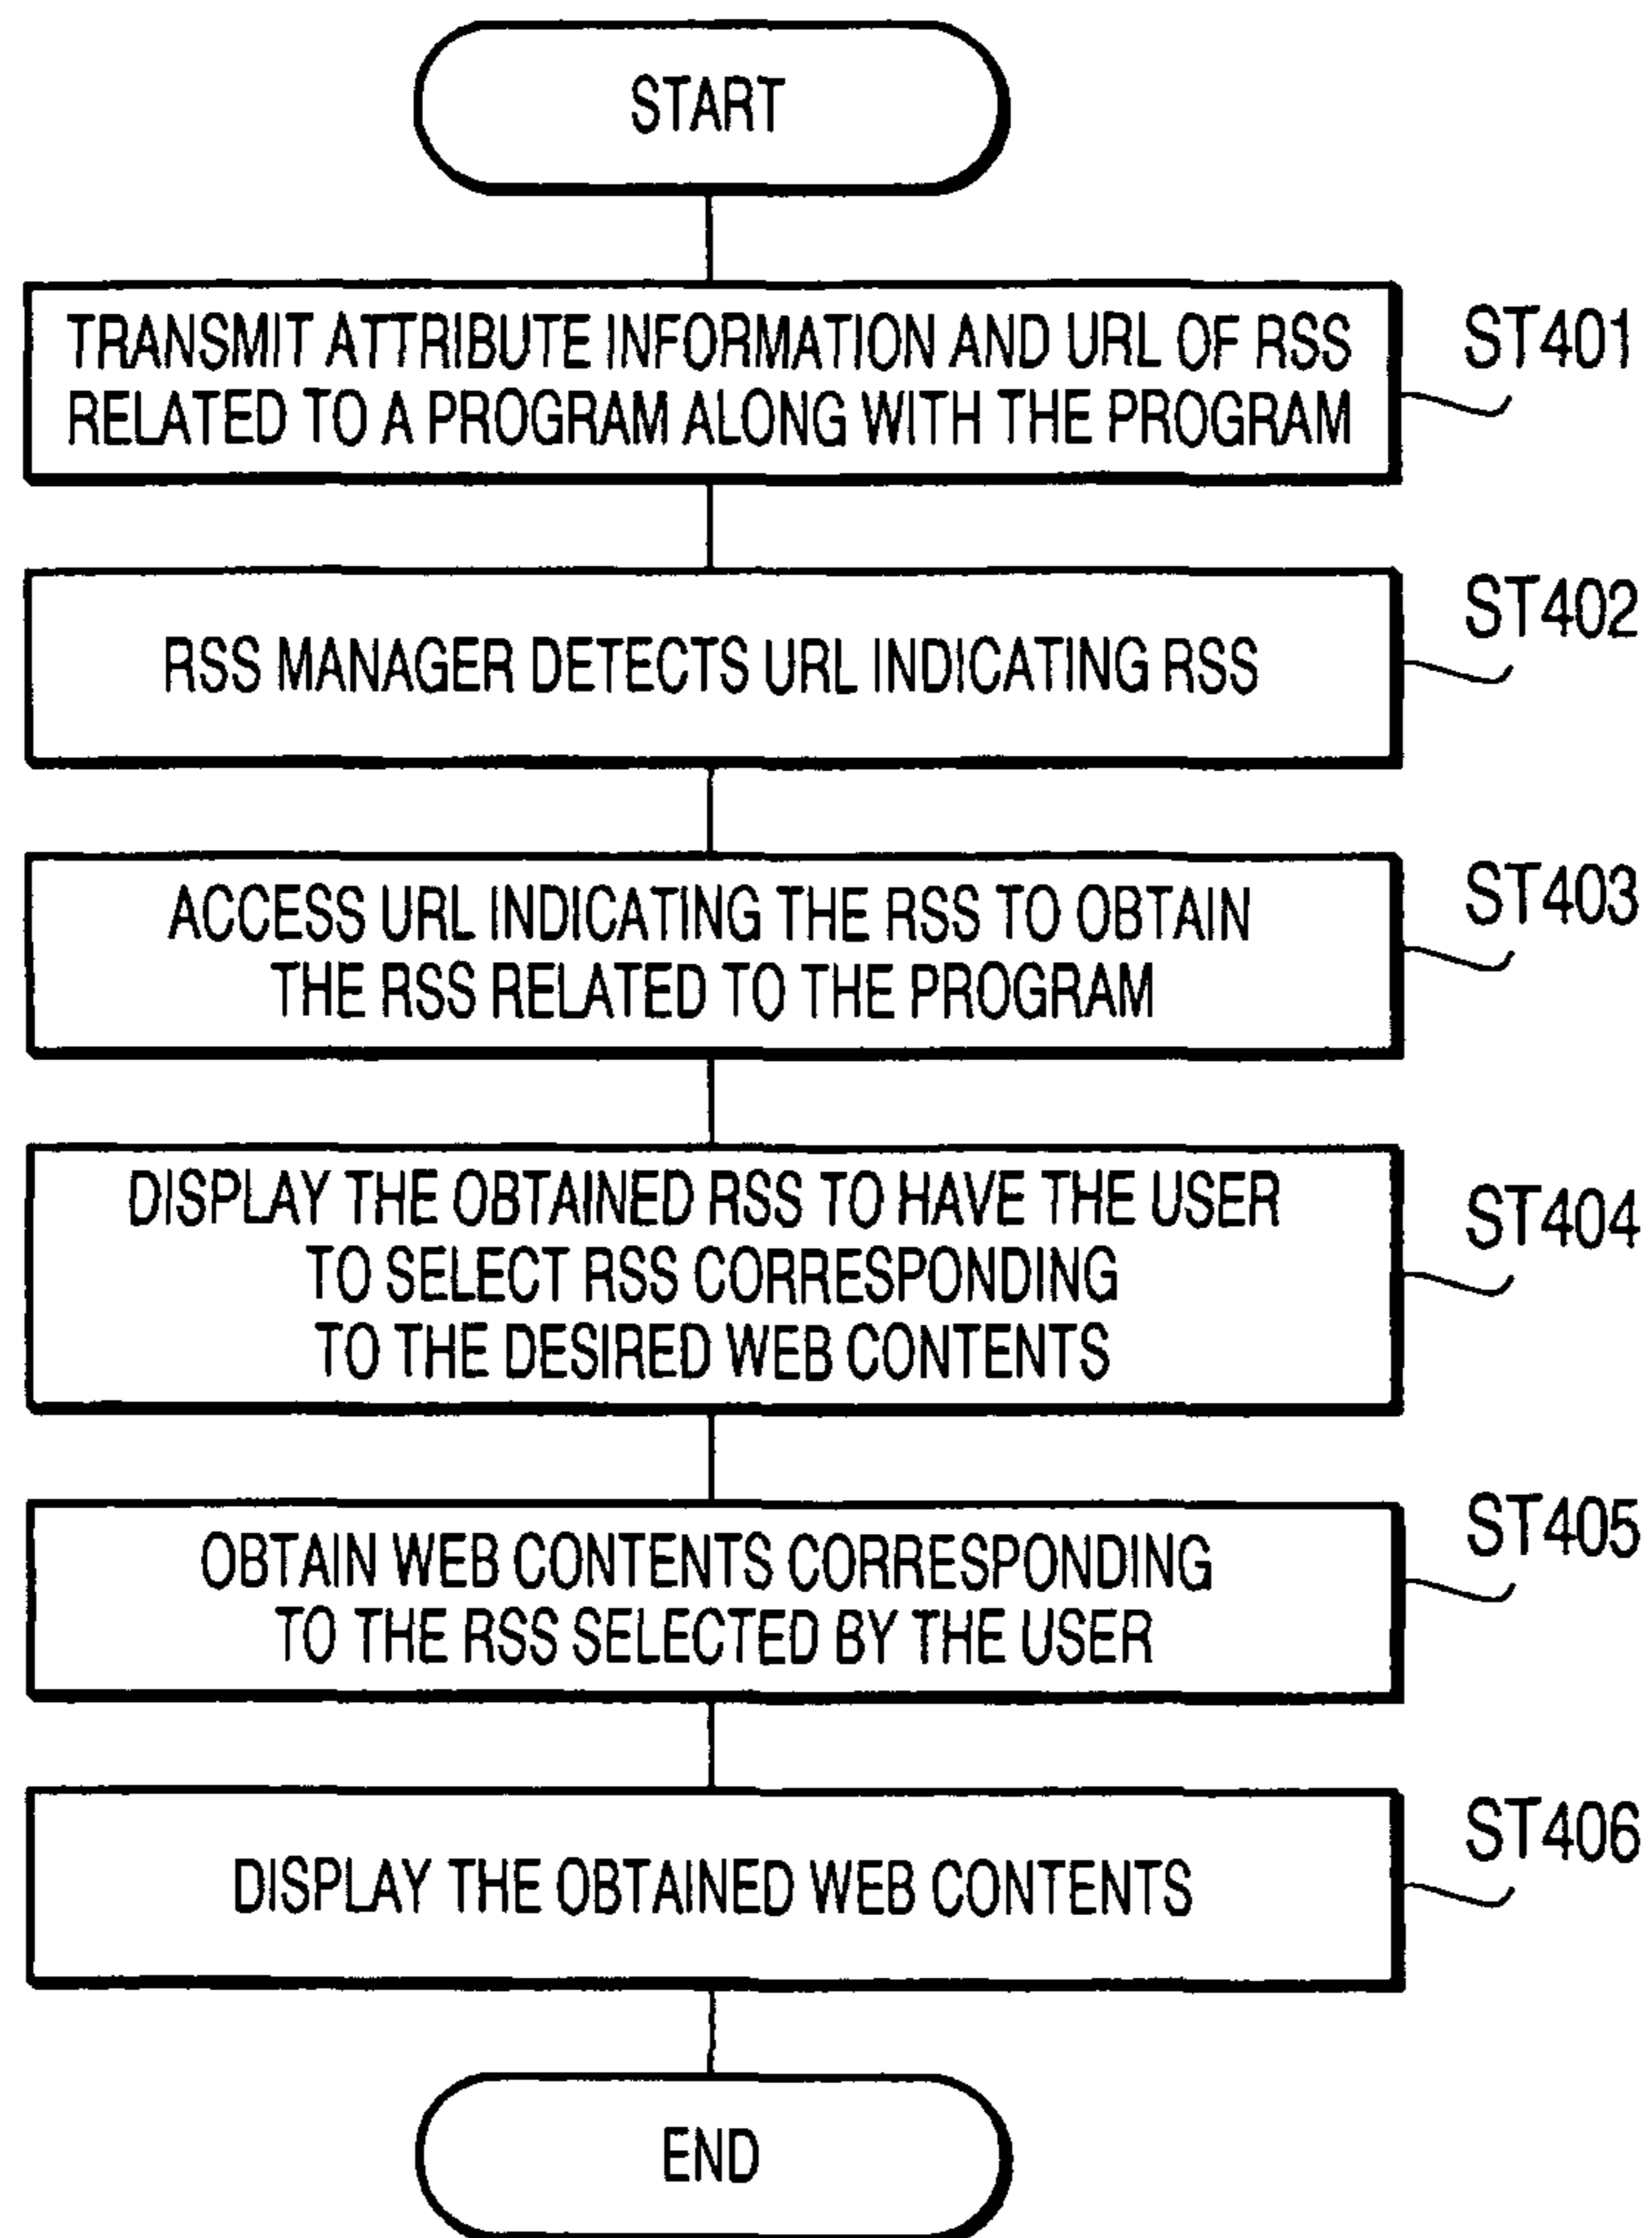 START
TRANSMIT ATTRIBUTE INFORMATION AND URL OF RSS
RELATED TO A PROGRAM ALONG WITH THE PROGRAM
ST401
RSS MANAGER DETECTS URL INDICATING RSS
ST402
ACCESS URL INDICATING THE RSS TO OBTAIN
THE RSS RELATED TO THE PROGRAM
ST403
DISPLAY THE OBTAINED RSS TO HAVE THE USER
TO SELECT RSS CORRESPONDING
TO THE DESIRED WEB CONTENTS
ST404
OBTAIN WEB CONTENTS CORRESPONDING
TO THE RSS SELECTED BY THE USER
ST405
DISPLAY THE OBTAINED WEB CONTENTS
ST406
END